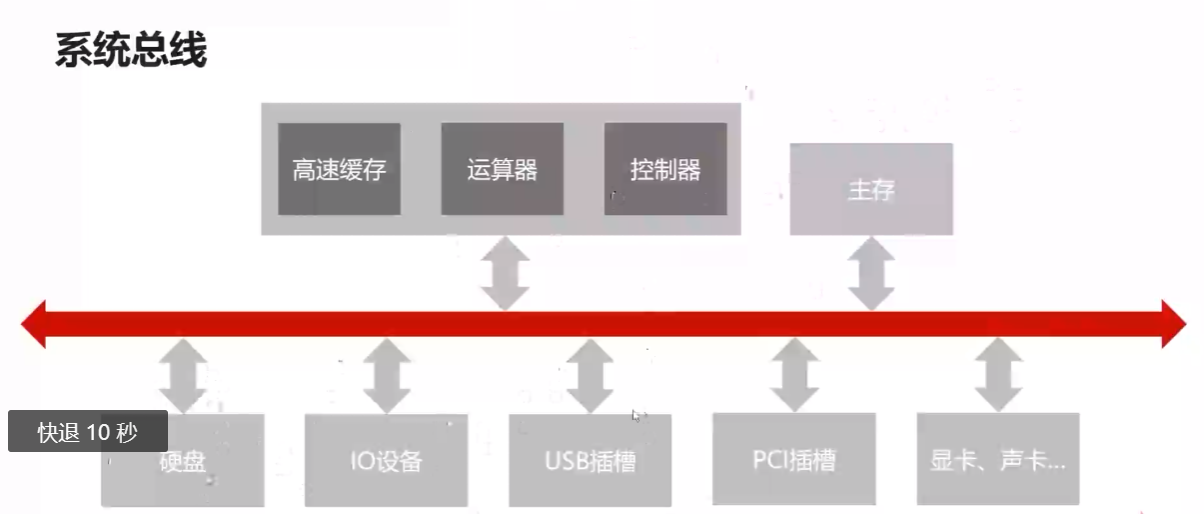 系统总线
高速缓存
运算器
控制器
主存
快退 10 秒
硬盘
IO设备
USB插槽
PCI插槽
显卡、声卡...